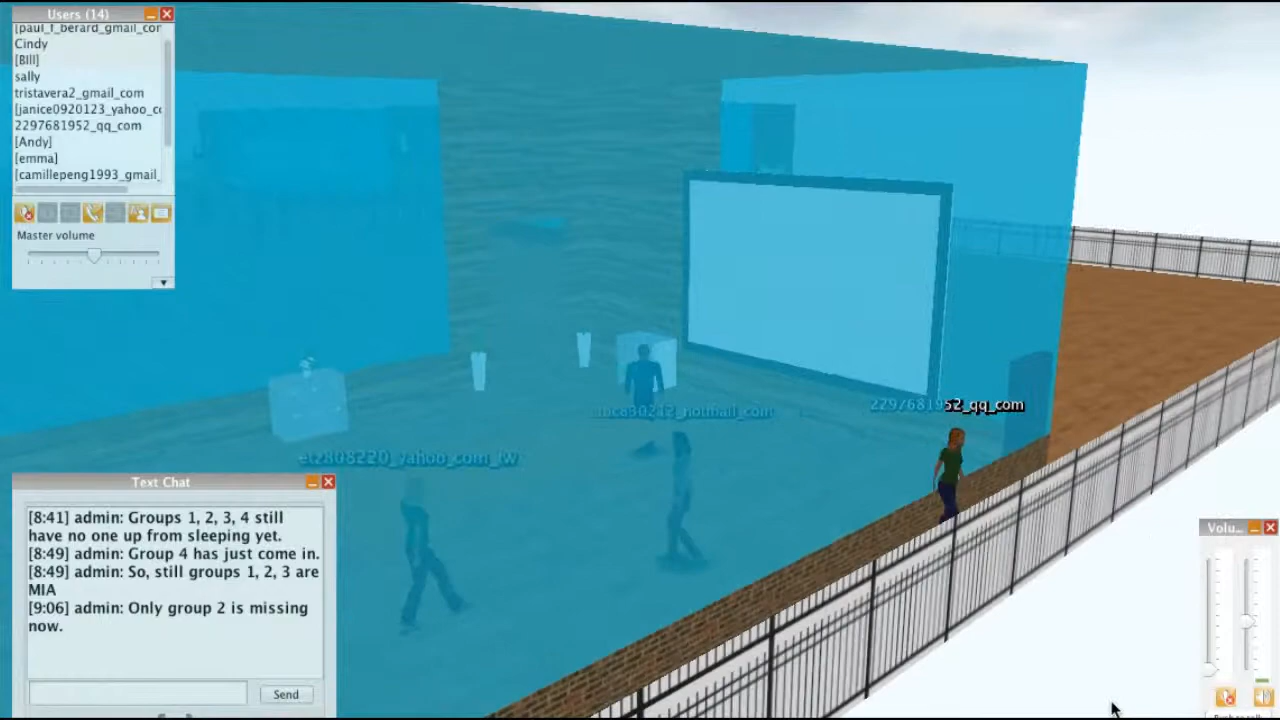 Users (14)
[paul_f_berard_gmail_com
Cindy
[Bill]
sally
tristavera2_gmail_com
[janice0920123_yahoo_cc
2297681952_qq_com
[Andy]
[emma]
[camillepeng1993_gmail_
Master volume
2297681952_qq_com
Text Chat
[8:41] admin: Groups 1, 2, 3, 4 still
have no one up from sleeping yet.
[8:49] admin: Group 4 has just come in.
[8:49] admin: So, still groups 1, 2, 3 are
MIA
[9:06] admin: Only group 2 is missing
now.
Send
Volu...